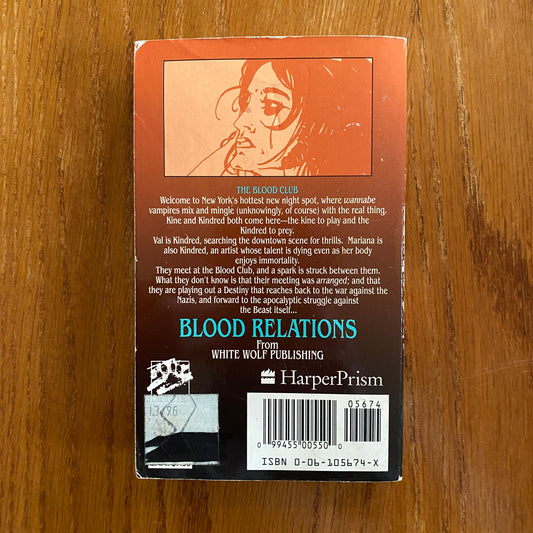 THE BLOOD CLUB
Welcome to New York's hottest new night spot, where wannabe
vampires mix and mingle (unknowingly, of course) with the real thing.
Kine and Kindred both come here—the kine to play and the
Kindred to prey.
Val is Kindred, searching the downtown scene for thrills. Mariana is
also Kindred, an artist whose talent is dying even as her body
enjoys immortality.
They meet at the Blood Club, and a spark is struck between them.
What they don't know is that their meeting was arranged; and that
they are playing out a Destiny that reaches back to the war against the
Nazis, and forward to the apocalyptic struggle against
the Beast itself...
BLOOD RELATIONS
From
WHITE WOLF PUBLISHING
HarperPrism
05674
0 99455 00550 0
ISBN 0-06-105674-X